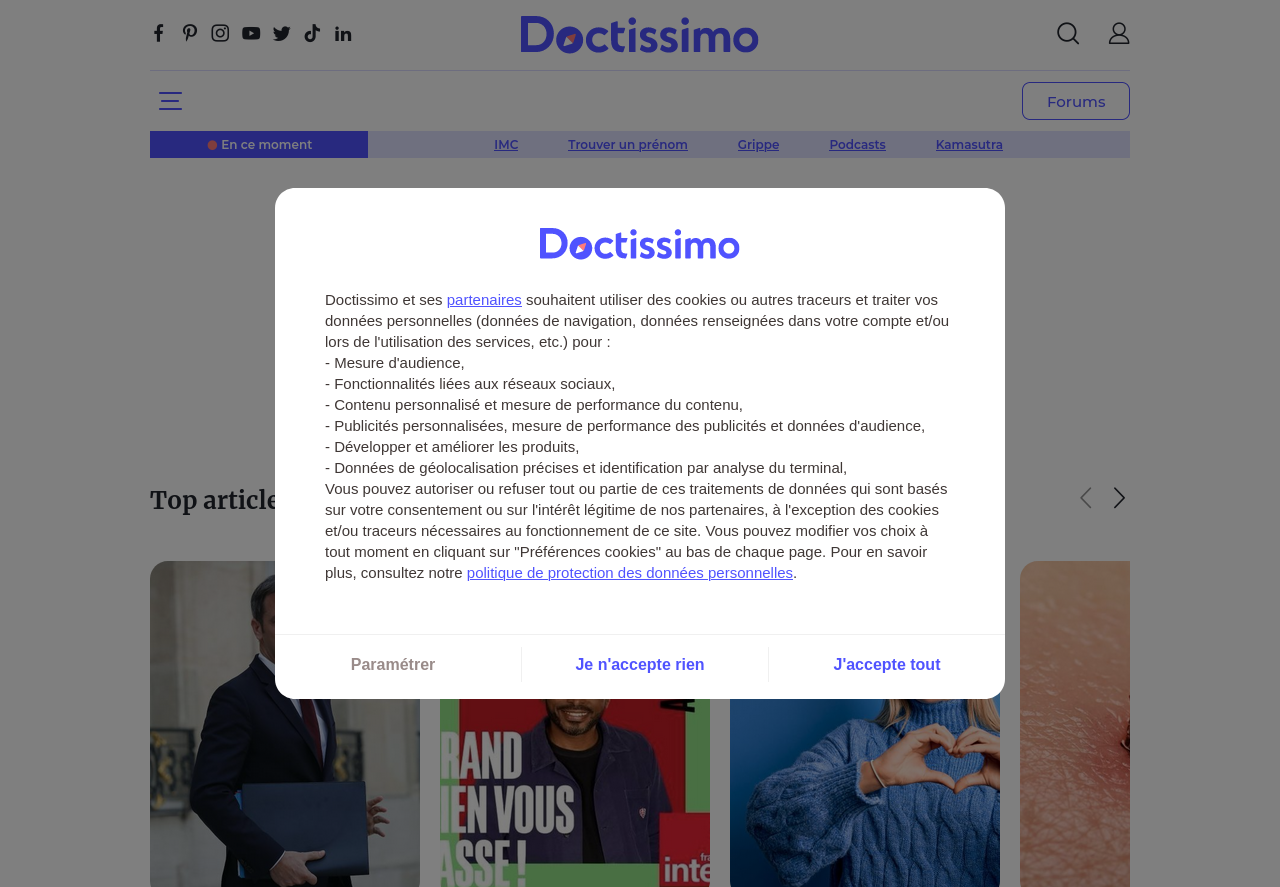 Doctissimo
Forums
En ce moment
IMC
Trouver un prénom
Grippe
Podcasts
Kamasutra
Doctissimo
Doctissimo et ses partenaires souhaitent utiliser des cookies ou autres traceurs et traiter vos
données personnelles (données de navigation, données renseignées dans votre compte et/ou
lors de l'utilisation des services, etc.) pour :
- Mesure d'audience,
- Fonctionnalités liées aux réseaux sociaux,
- Contenu personnalisé et mesure de performance du contenu,
- Publicités personnalisées, mesure de performance des publicités et données d'audience,
- Développer et améliorer les produits,
- Données de géolocalisation précises et identification par analyse du terminal,
Vous pouvez autoriser ou refuser tout ou partie de ces traitements de données qui sont basés
sur votre consentement ou sur l'intérêt légitime de nos partenaires, à l'exception des cookies
et/ou traceurs nécessaires au fonctionnement de ce site. Vous pouvez modifier vos choix à
tout moment en cliquant sur "Préférences cookies" au bas de chaque page. Pour en savoir
plus, consultez notre politique de protection des données personnelles.
Paramétrer
Je n'accepte rien
J'accepte tout
Top article
RAND
IEN VOUS
ASSE !
inte